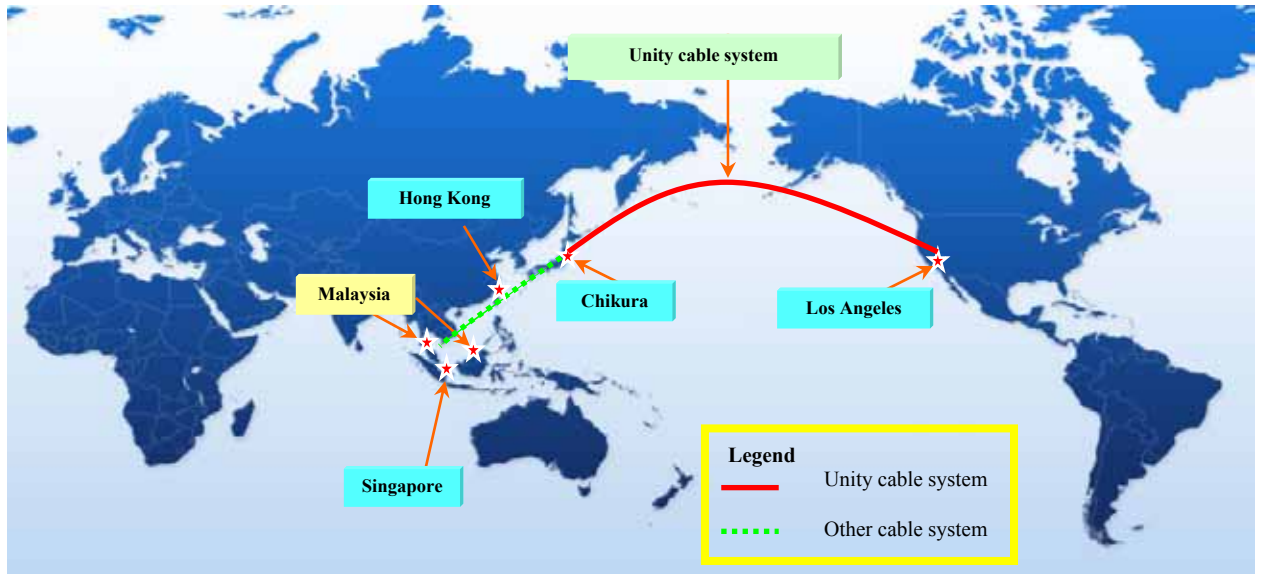 Unity cable system
Hong Kong
Malaysia
Chikura
Los Angeles
Singapore
Legend
Unity cable system
Other cable system